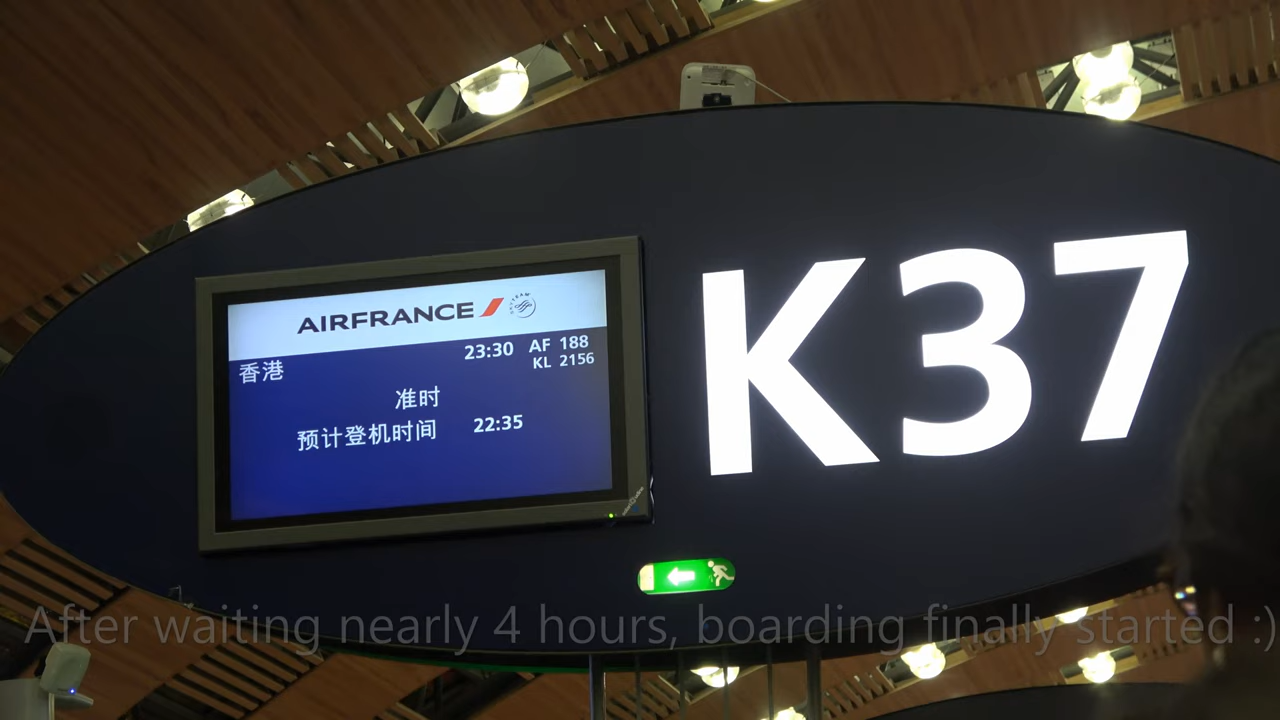 AIRFRANCE
香港 23:30 AF 188
KL 2156
准时
预计登机时间 22:35
K37
After waiting nearly 4 hours, boarding finally started :)